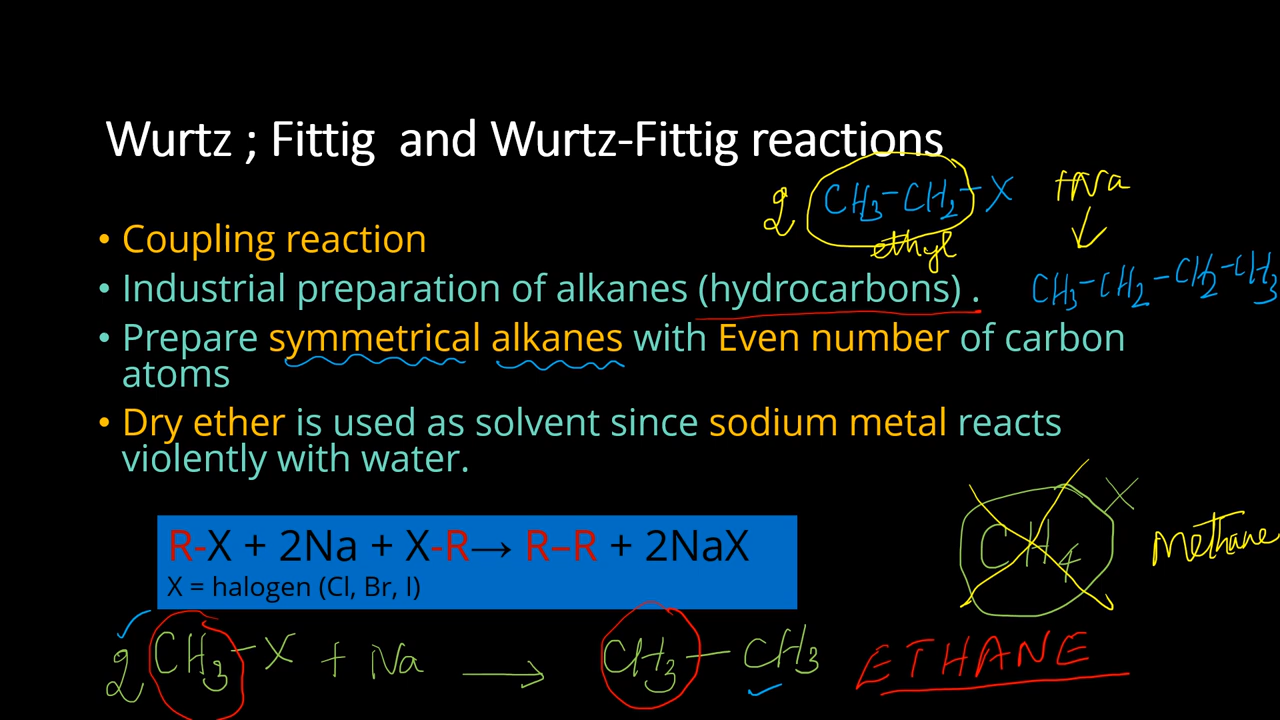 Wurtz ; Fittig and Wurtz-Fittig reactions
2 CH3-CH2-X +Na
ethyl
CH3-CH2-CH2-CH3
• Coupling reaction
• Industrial preparation of alkanes (hydrocarbons) .
• Prepare symmetrical alkanes with Even number of carbon
atoms
• Dry ether is used as solvent since sodium metal reacts
violently with water.
CH4 X Methane
R-X + 2Na + X-R→ R–R + 2NaX
X = halogen (Cl, Br, I)
2 CH3-X + Na → CH3-CH3 ETHANE